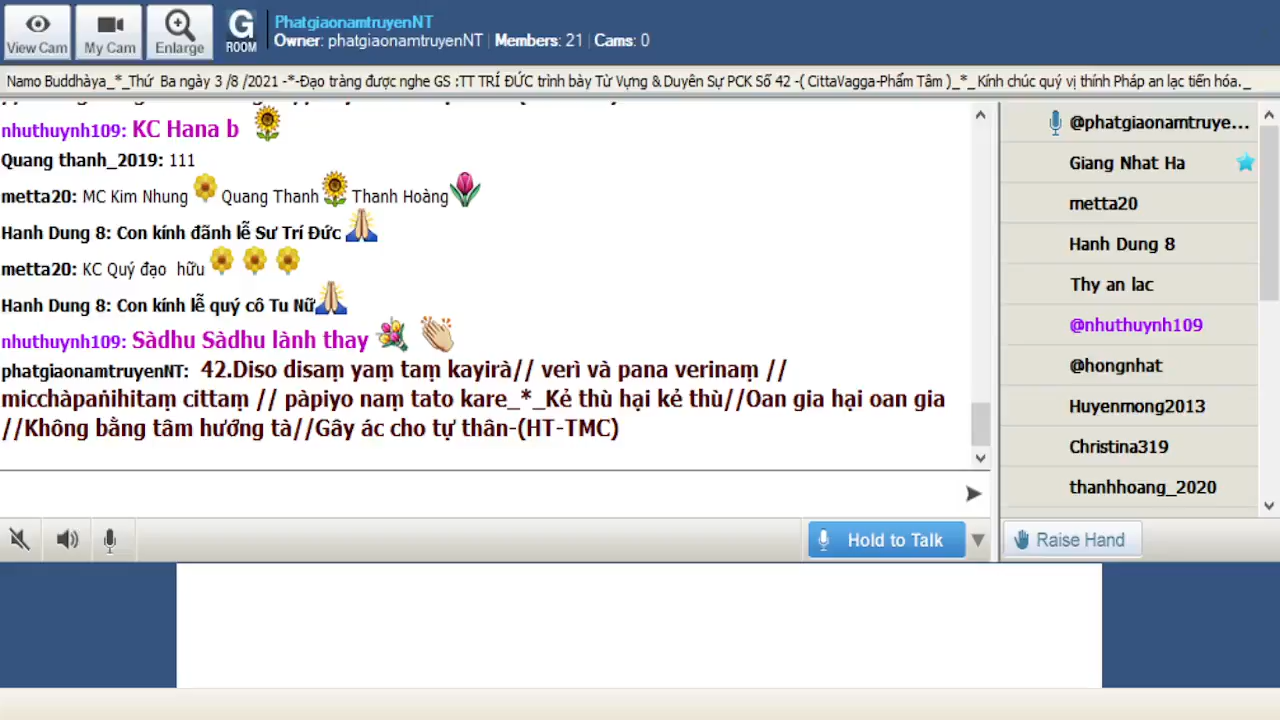 View Cam
My Cam
Enlarge
G
ROOM
PhatgiaonamtruyenNT
Owner: phatgiaonamtruyenNT | Members: 21 | Cams: 0
Namo Buddhàya_*_Thứ Ba ngày 3 /8 /2021 -*-Đạo tràng được nghe GS :TT TRÍ ĐỨC trình bày Từ Vựng & Duyên Sự PCK Số 42 -( CittaVagga-Phẩm Tâm )_*_Kính chúc quý vị thính Pháp an lạc tiến hóa._
nhuthuynh109: KC Hana b
Quang thanh_2019: 111
metta20: MC Kim Nhung Quang Thanh Thanh Hoàng
Hanh Dung 8: Con kính đãnh lễ Sư Trí Đức
metta20: KC Quý đạo hữu
Hanh Dung 8: Con kính lễ quý cô Tu Nữ
nhuthuynh109: Sàdhu Sàdhu lành thay
phatgiaonamtruyenNT: 42.Diso disaṃ yaṃ taṃ kayirà// verì và pana verinaṃ //
micchàpaṅihitaṃ cittaṃ // pàpiyo naṃ tato kare_*_Kẻ thù hại kẻ thù//Oan gia hại oan gia
//Không bằng tâm hướng tà//Gây ác cho tự thân-(HT-TMC)
@phatgiaonamtruye...
Giang Nhat Ha
metta20
Hanh Dung 8
Thy an lac
@nhuthuynh109
@hongnhat
Huyenmong2013
Christina319
thanhhoang_2020
Hold to Talk
Raise Hand